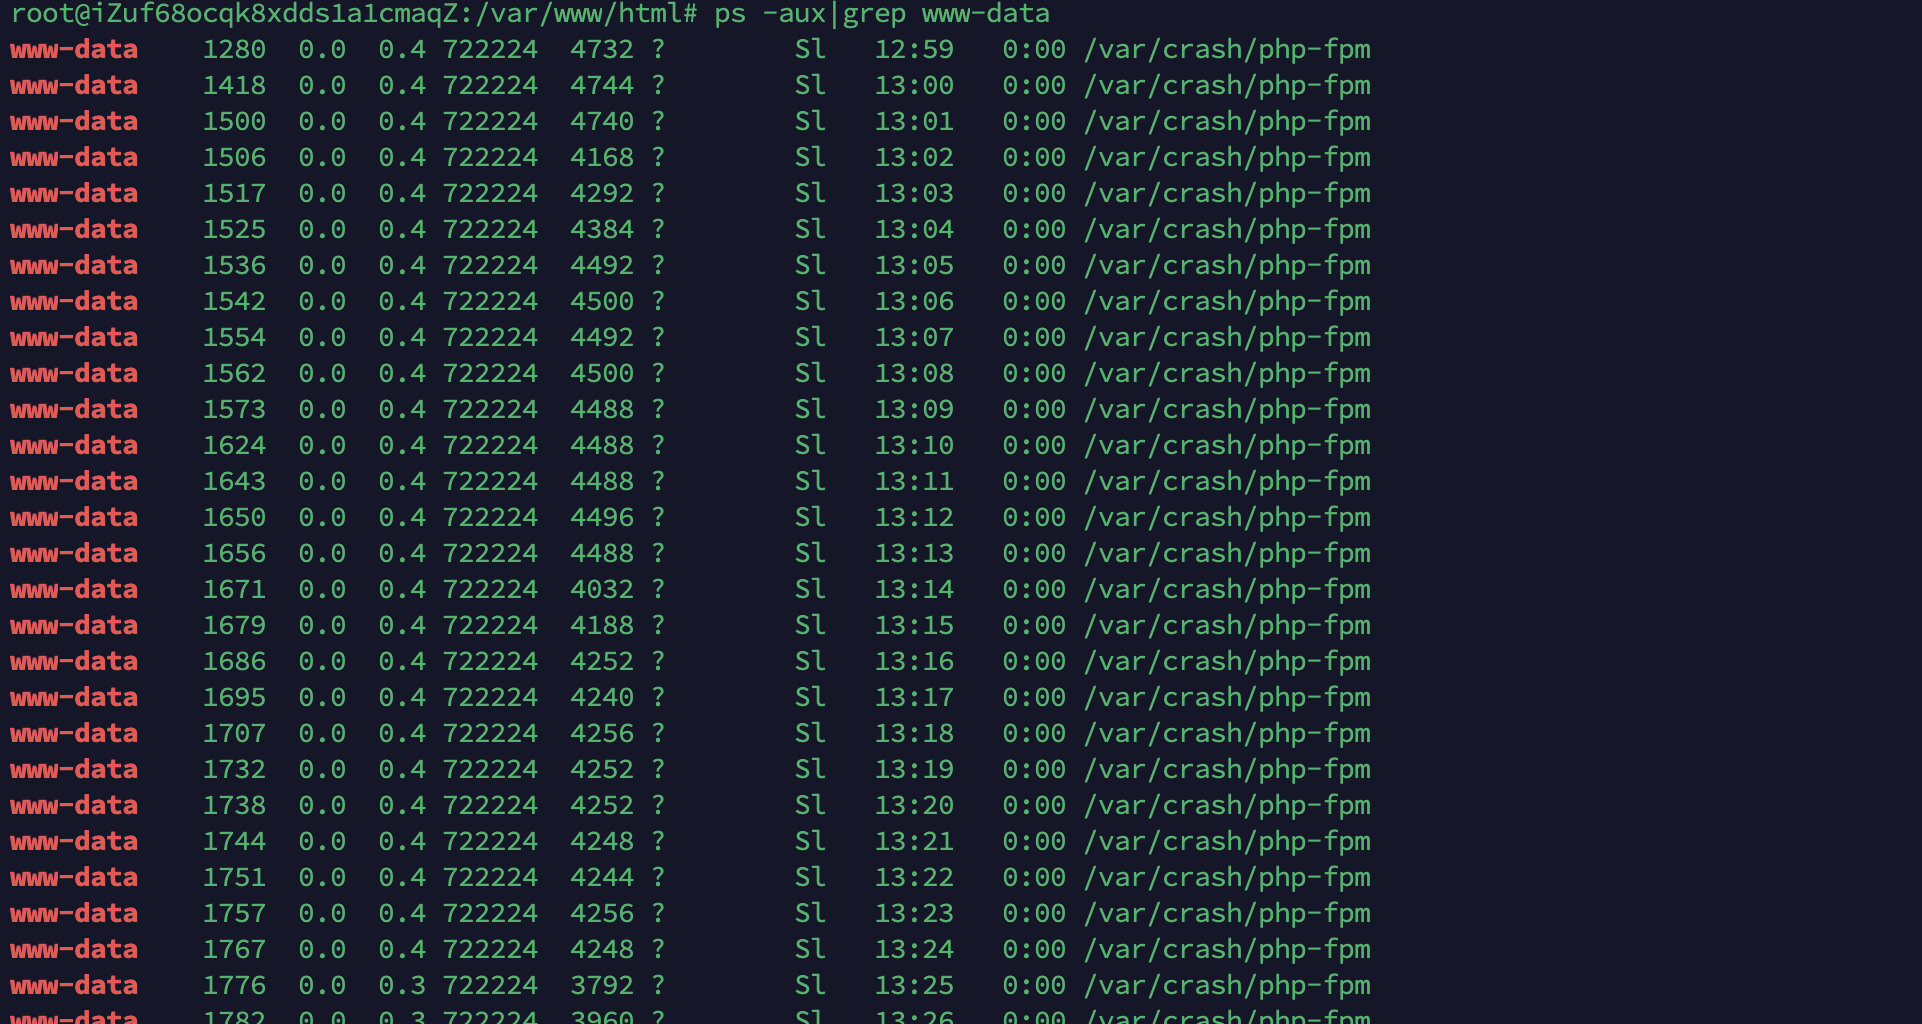 root@iZuf68ocqk8xdds1a1cmaqZ:/var/www/html# ps -aux|grep www-data
www-data    1280  0.0  0.4 722224  4732 ?        Sl   12:59   0:00 /var/crash/php-fpm
www-data    1418  0.0  0.4 722224  4744 ?        Sl   13:00   0:00 /var/crash/php-fpm
www-data    1500  0.0  0.4 722224  4740 ?        Sl   13:01   0:00 /var/crash/php-fpm
www-data    1506  0.0  0.4 722224  4168 ?        Sl   13:02   0:00 /var/crash/php-fpm
www-data    1517  0.0  0.4 722224  4292 ?        Sl   13:03   0:00 /var/crash/php-fpm
www-data    1525  0.0  0.4 722224  4384 ?        Sl   13:04   0:00 /var/crash/php-fpm
www-data    1536  0.0  0.4 722224  4492 ?        Sl   13:05   0:00 /var/crash/php-fpm
www-data    1542  0.0  0.4 722224  4500 ?        Sl   13:06   0:00 /var/crash/php-fpm
www-data    1554  0.0  0.4 722224  4492 ?        Sl   13:07   0:00 /var/crash/php-fpm
www-data    1562  0.0  0.4 722224  4500 ?        Sl   13:08   0:00 /var/crash/php-fpm
www-data    1573  0.0  0.4 722224  4488 ?        Sl   13:09   0:00 /var/crash/php-fpm
www-data    1624  0.0  0.4 722224  4488 ?        Sl   13:10   0:00 /var/crash/php-fpm
www-data    1643  0.0  0.4 722224  4488 ?        Sl   13:11   0:00 /var/crash/php-fpm
www-data    1650  0.0  0.4 722224  4496 ?        Sl   13:12   0:00 /var/crash/php-fpm
www-data    1656  0.0  0.4 722224  4488 ?        Sl   13:13   0:00 /var/crash/php-fpm
www-data    1671  0.0  0.4 722224  4032 ?        Sl   13:14   0:00 /var/crash/php-fpm
www-data    1679  0.0  0.4 722224  4188 ?        Sl   13:15   0:00 /var/crash/php-fpm
www-data    1686  0.0  0.4 722224  4252 ?        Sl   13:16   0:00 /var/crash/php-fpm
www-data    1695  0.0  0.4 722224  4240 ?        Sl   13:17   0:00 /var/crash/php-fpm
www-data    1707  0.0  0.4 722224  4256 ?        Sl   13:18   0:00 /var/crash/php-fpm
www-data    1732  0.0  0.4 722224  4252 ?        Sl   13:19   0:00 /var/crash/php-fpm
www-data    1738  0.0  0.4 722224  4252 ?        Sl   13:20   0:00 /var/crash/php-fpm
www-data    1744  0.0  0.4 722224  4248 ?        Sl   13:21   0:00 /var/crash/php-fpm
www-data    1751  0.0  0.4 722224  4244 ?        Sl   13:22   0:00 /var/crash/php-fpm
www-data    1757  0.0  0.4 722224  4256 ?        Sl   13:23   0:00 /var/crash/php-fpm
www-data    1767  0.0  0.4 722224  4248 ?        Sl   13:24   0:00 /var/crash/php-fpm
www-data    1776  0.0  0.3 722224  3792 ?        Sl   13:25   0:00 /var/crash/php-fpm
www-data    1782  0.0  0.3 722224  3960 ?        Sl   13:26   0:00 /var/crash/php-fpm